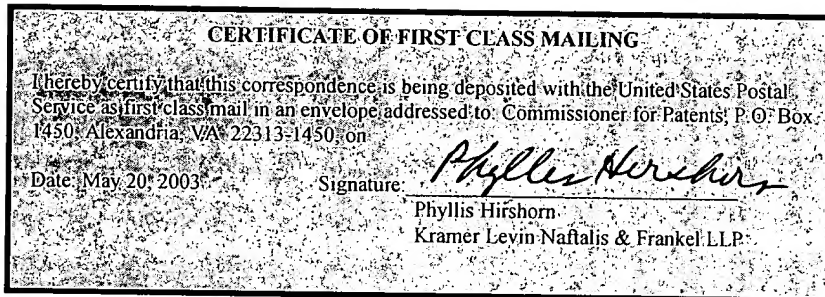 CERTIFICATE OF FIRST CLASS MAILING
I hereby certify that this correspondence is being deposited with the United States Postal
Service as first class mail in an envelope addressed to: Commissioner for Patents, P.O. Box
1450, Alexandria, VA 22313-1450, on
Date: May 20, 2003 Signature: Phyllis Hirshorn
Phyllis Hirshorn
Kramer Levin Naftalis & Frankel LLP